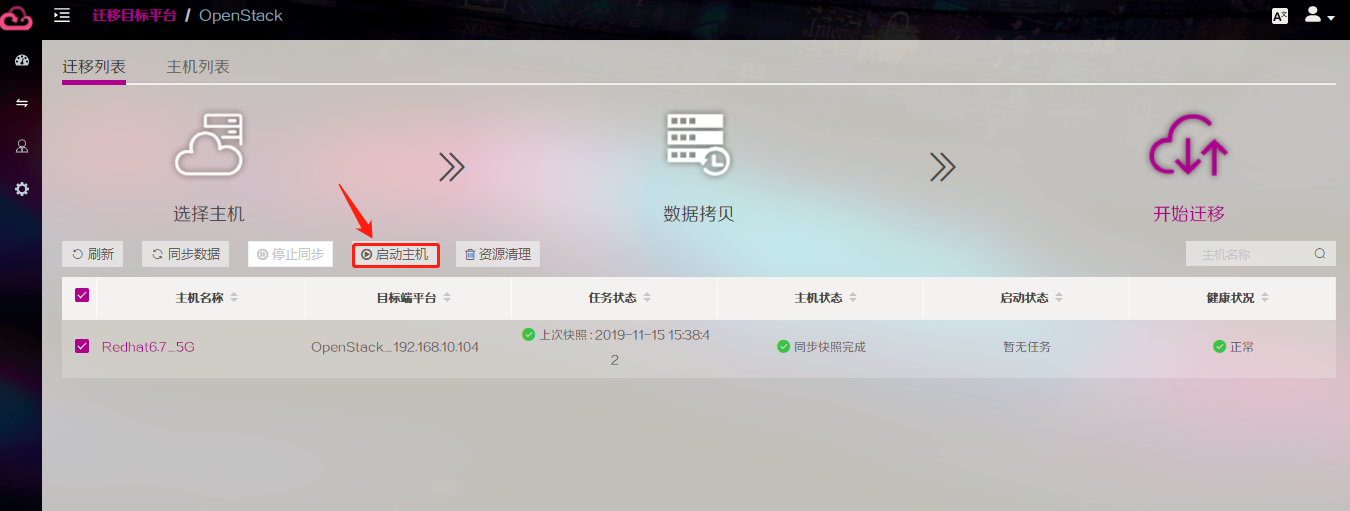 迁移目标平台 / OpenStack
迁移列表 主机列表
选择主机 数据拷贝 开始迁移
刷新 同步数据 停止同步 启动主机 资源清理 主机名称
主机名称 目标端平台 任务状态 主机状态 启动状态 健康状况
Redhat6.7_5G OpenStack_192.168.10.104 上次快照 : 2019-11-15 15:38:4
2 同步快照完成 暂无任务 正常